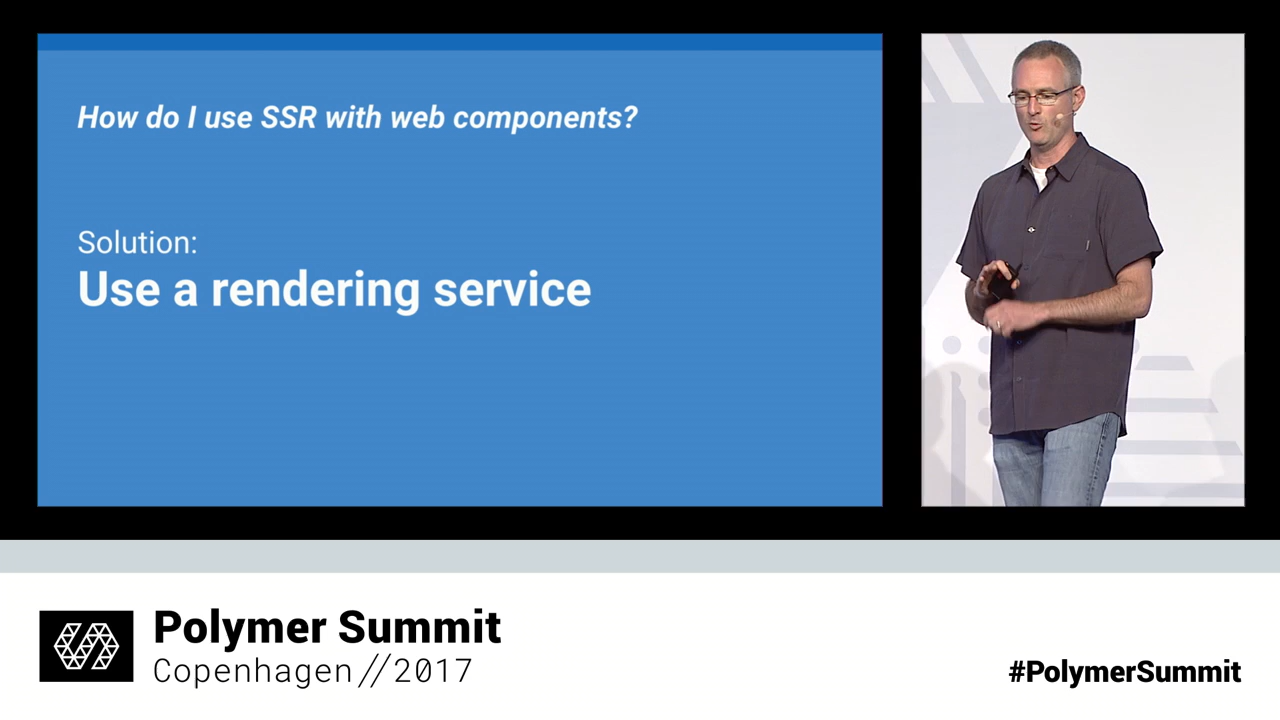 How do I use SSR with web components?
Solution:
Use a rendering service
Polymer Summit
Copenhagen//2017
#PolymerSummit